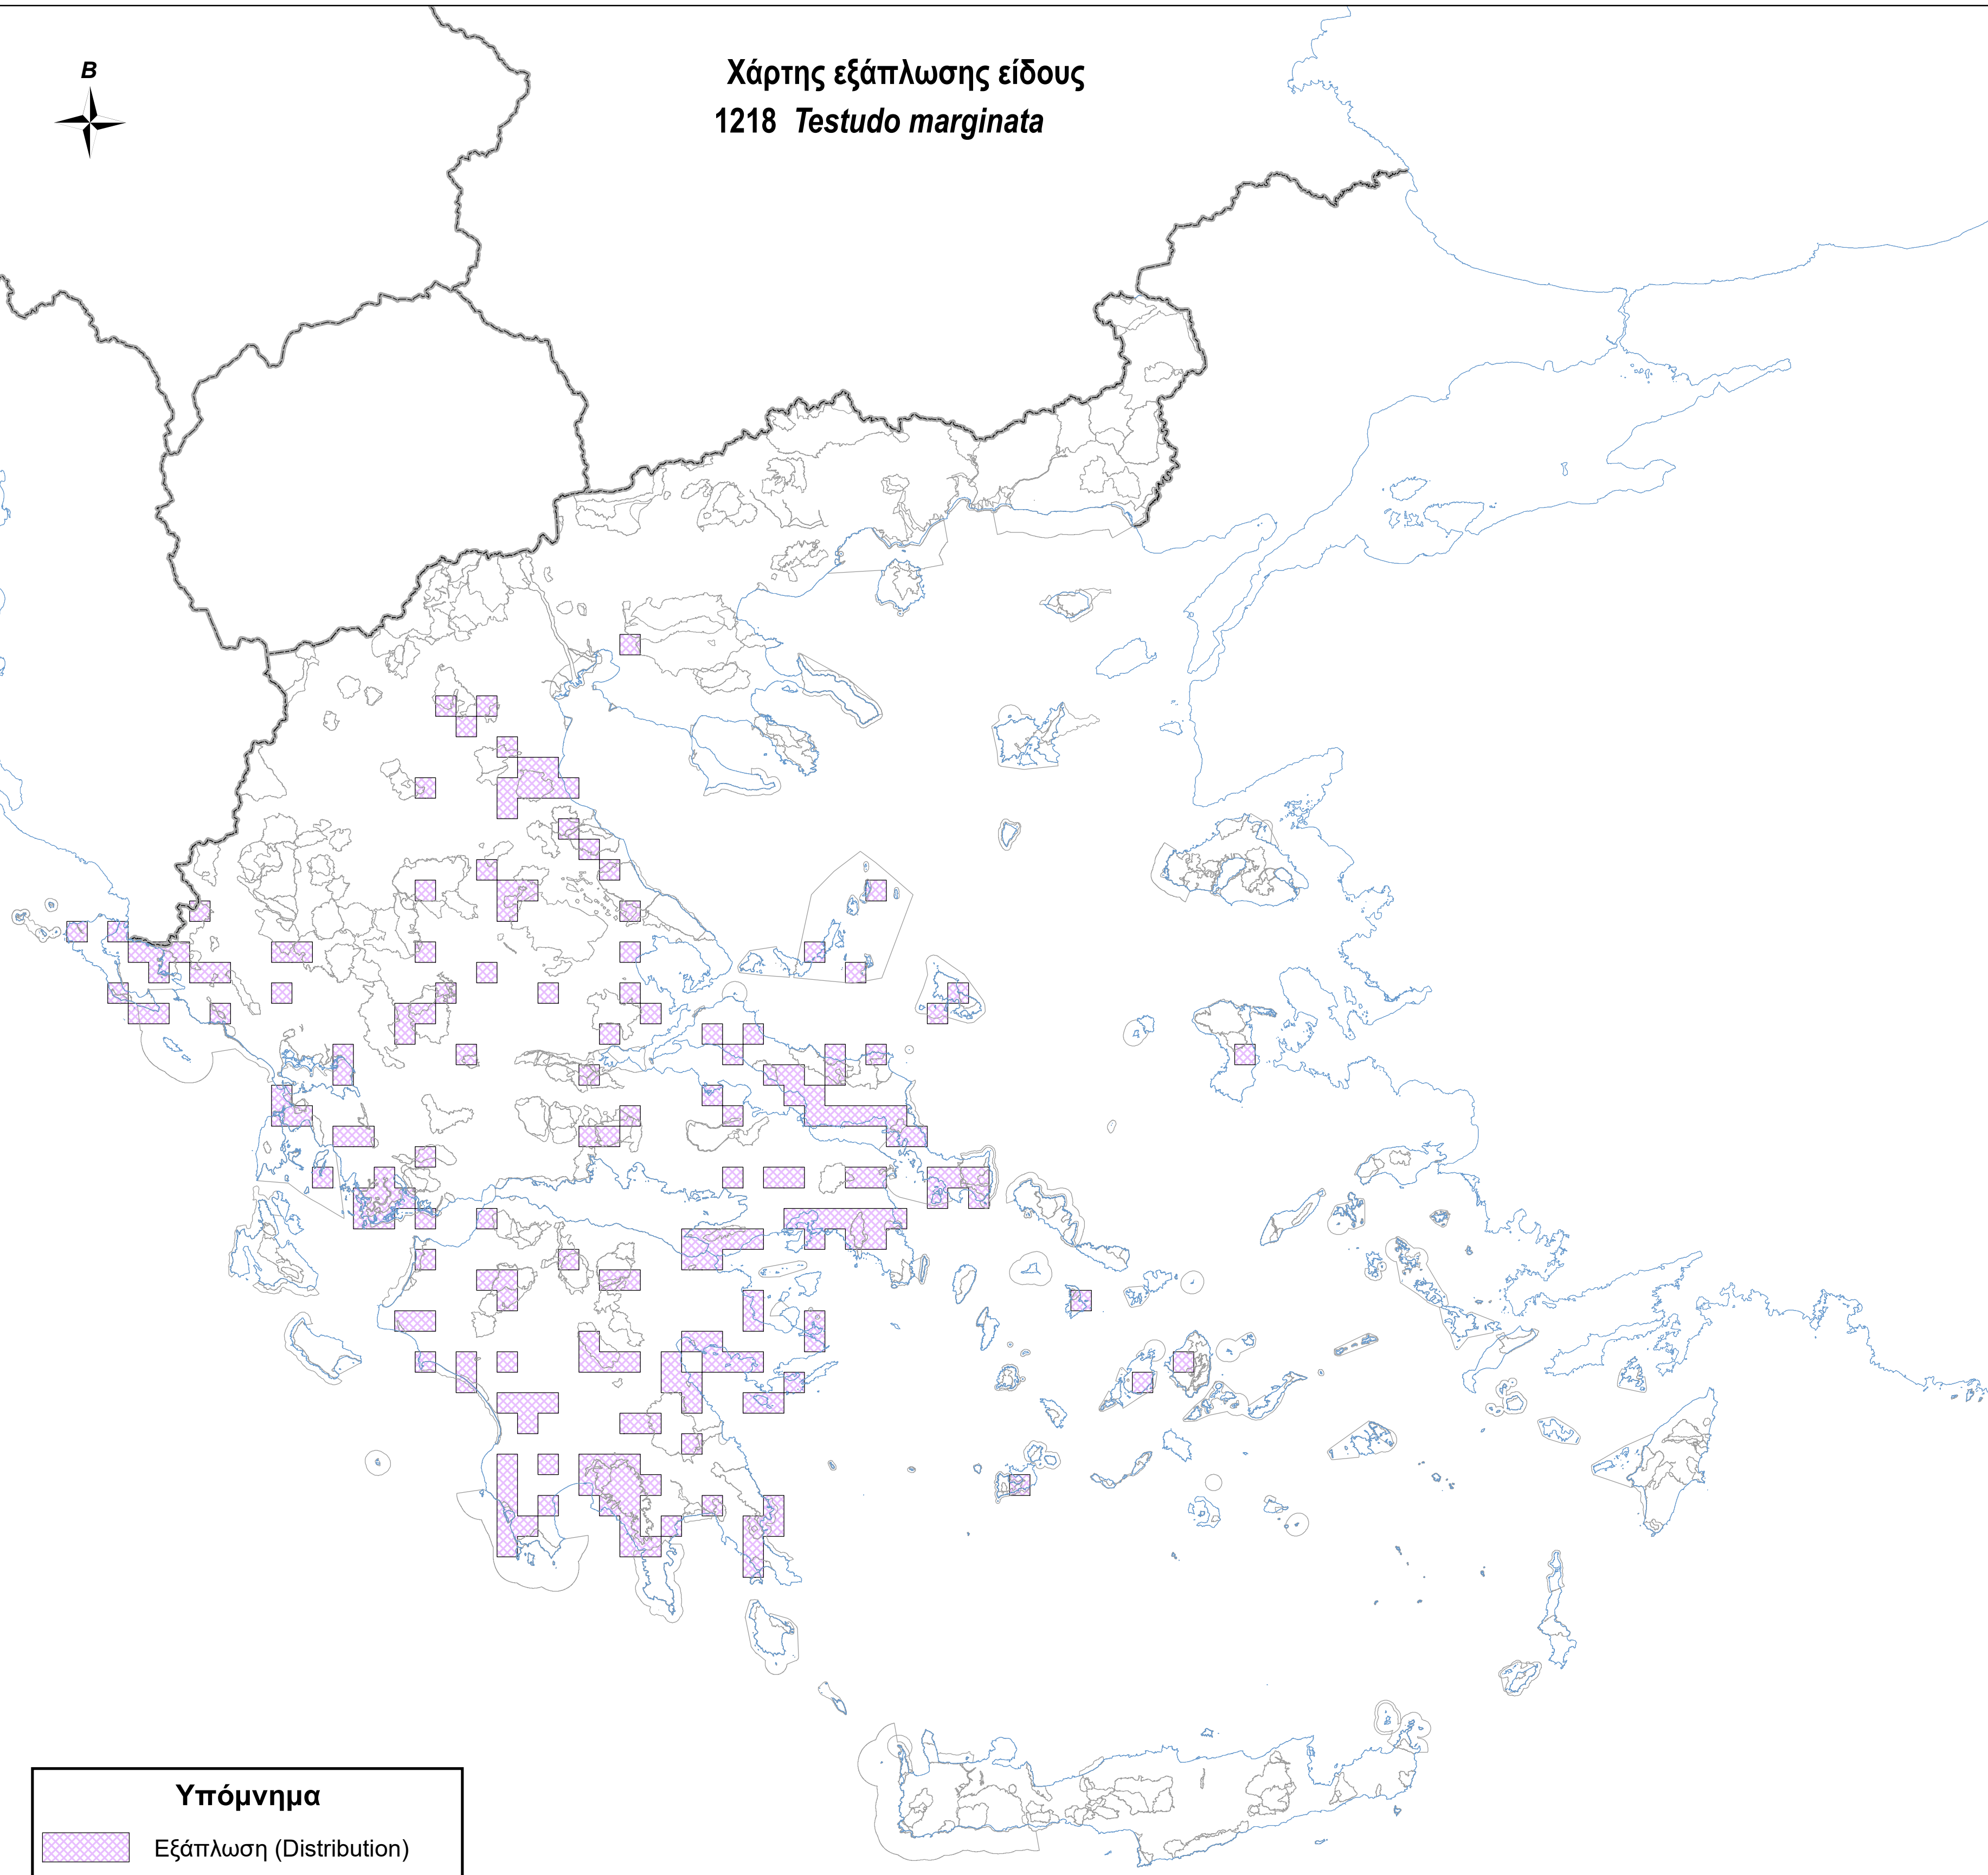 B
Χάρτης εξάπλωσης είδους
1218 Testudo marginata
Υπόμνημα
Εξάπλωση (Distribution)